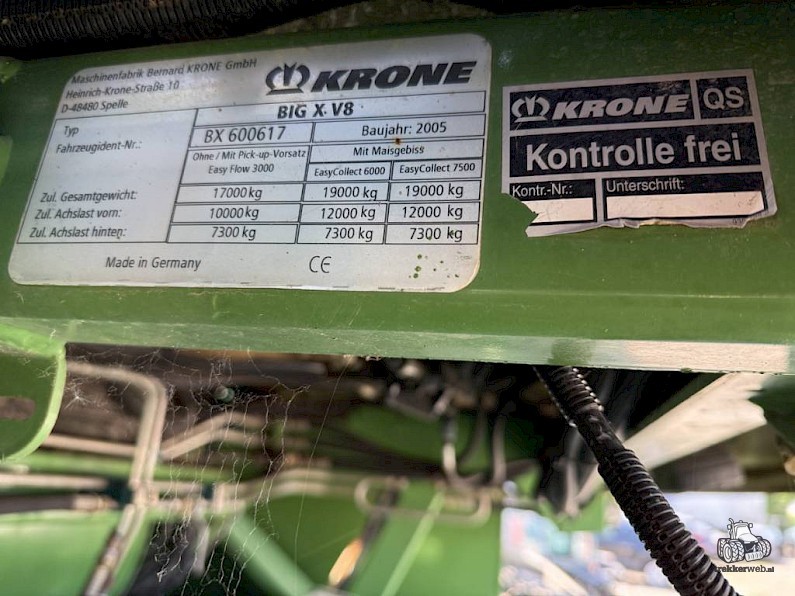 Maschinenfabrik Bernard KRONE GmbH
Heinrich-Krone-Straße 10
D-48480 Spelle
KRONE
Typ BIG X V8
Fahrzeugident-Nr.: BX 600617 Baujahr: 2005
Ohne / Mit Pick-up-Vorsatz Mit Maisgebiss
Easy Flow 3000 EasyCollect 6000 EasyCollect 7500
Zul. Gesamtgewicht: 17000 kg 19000 kg 19000 kg
Zul. Achslast vorn: 10000 kg 12000 kg 12000 kg
Zul. Achslast hinten: 7300 kg 7300 kg 7300 kg
Made in Germany CE
KRONE QS
Kontrolle frei
Kontr.-Nr.: Unterschrift:
trekkerweb.nl